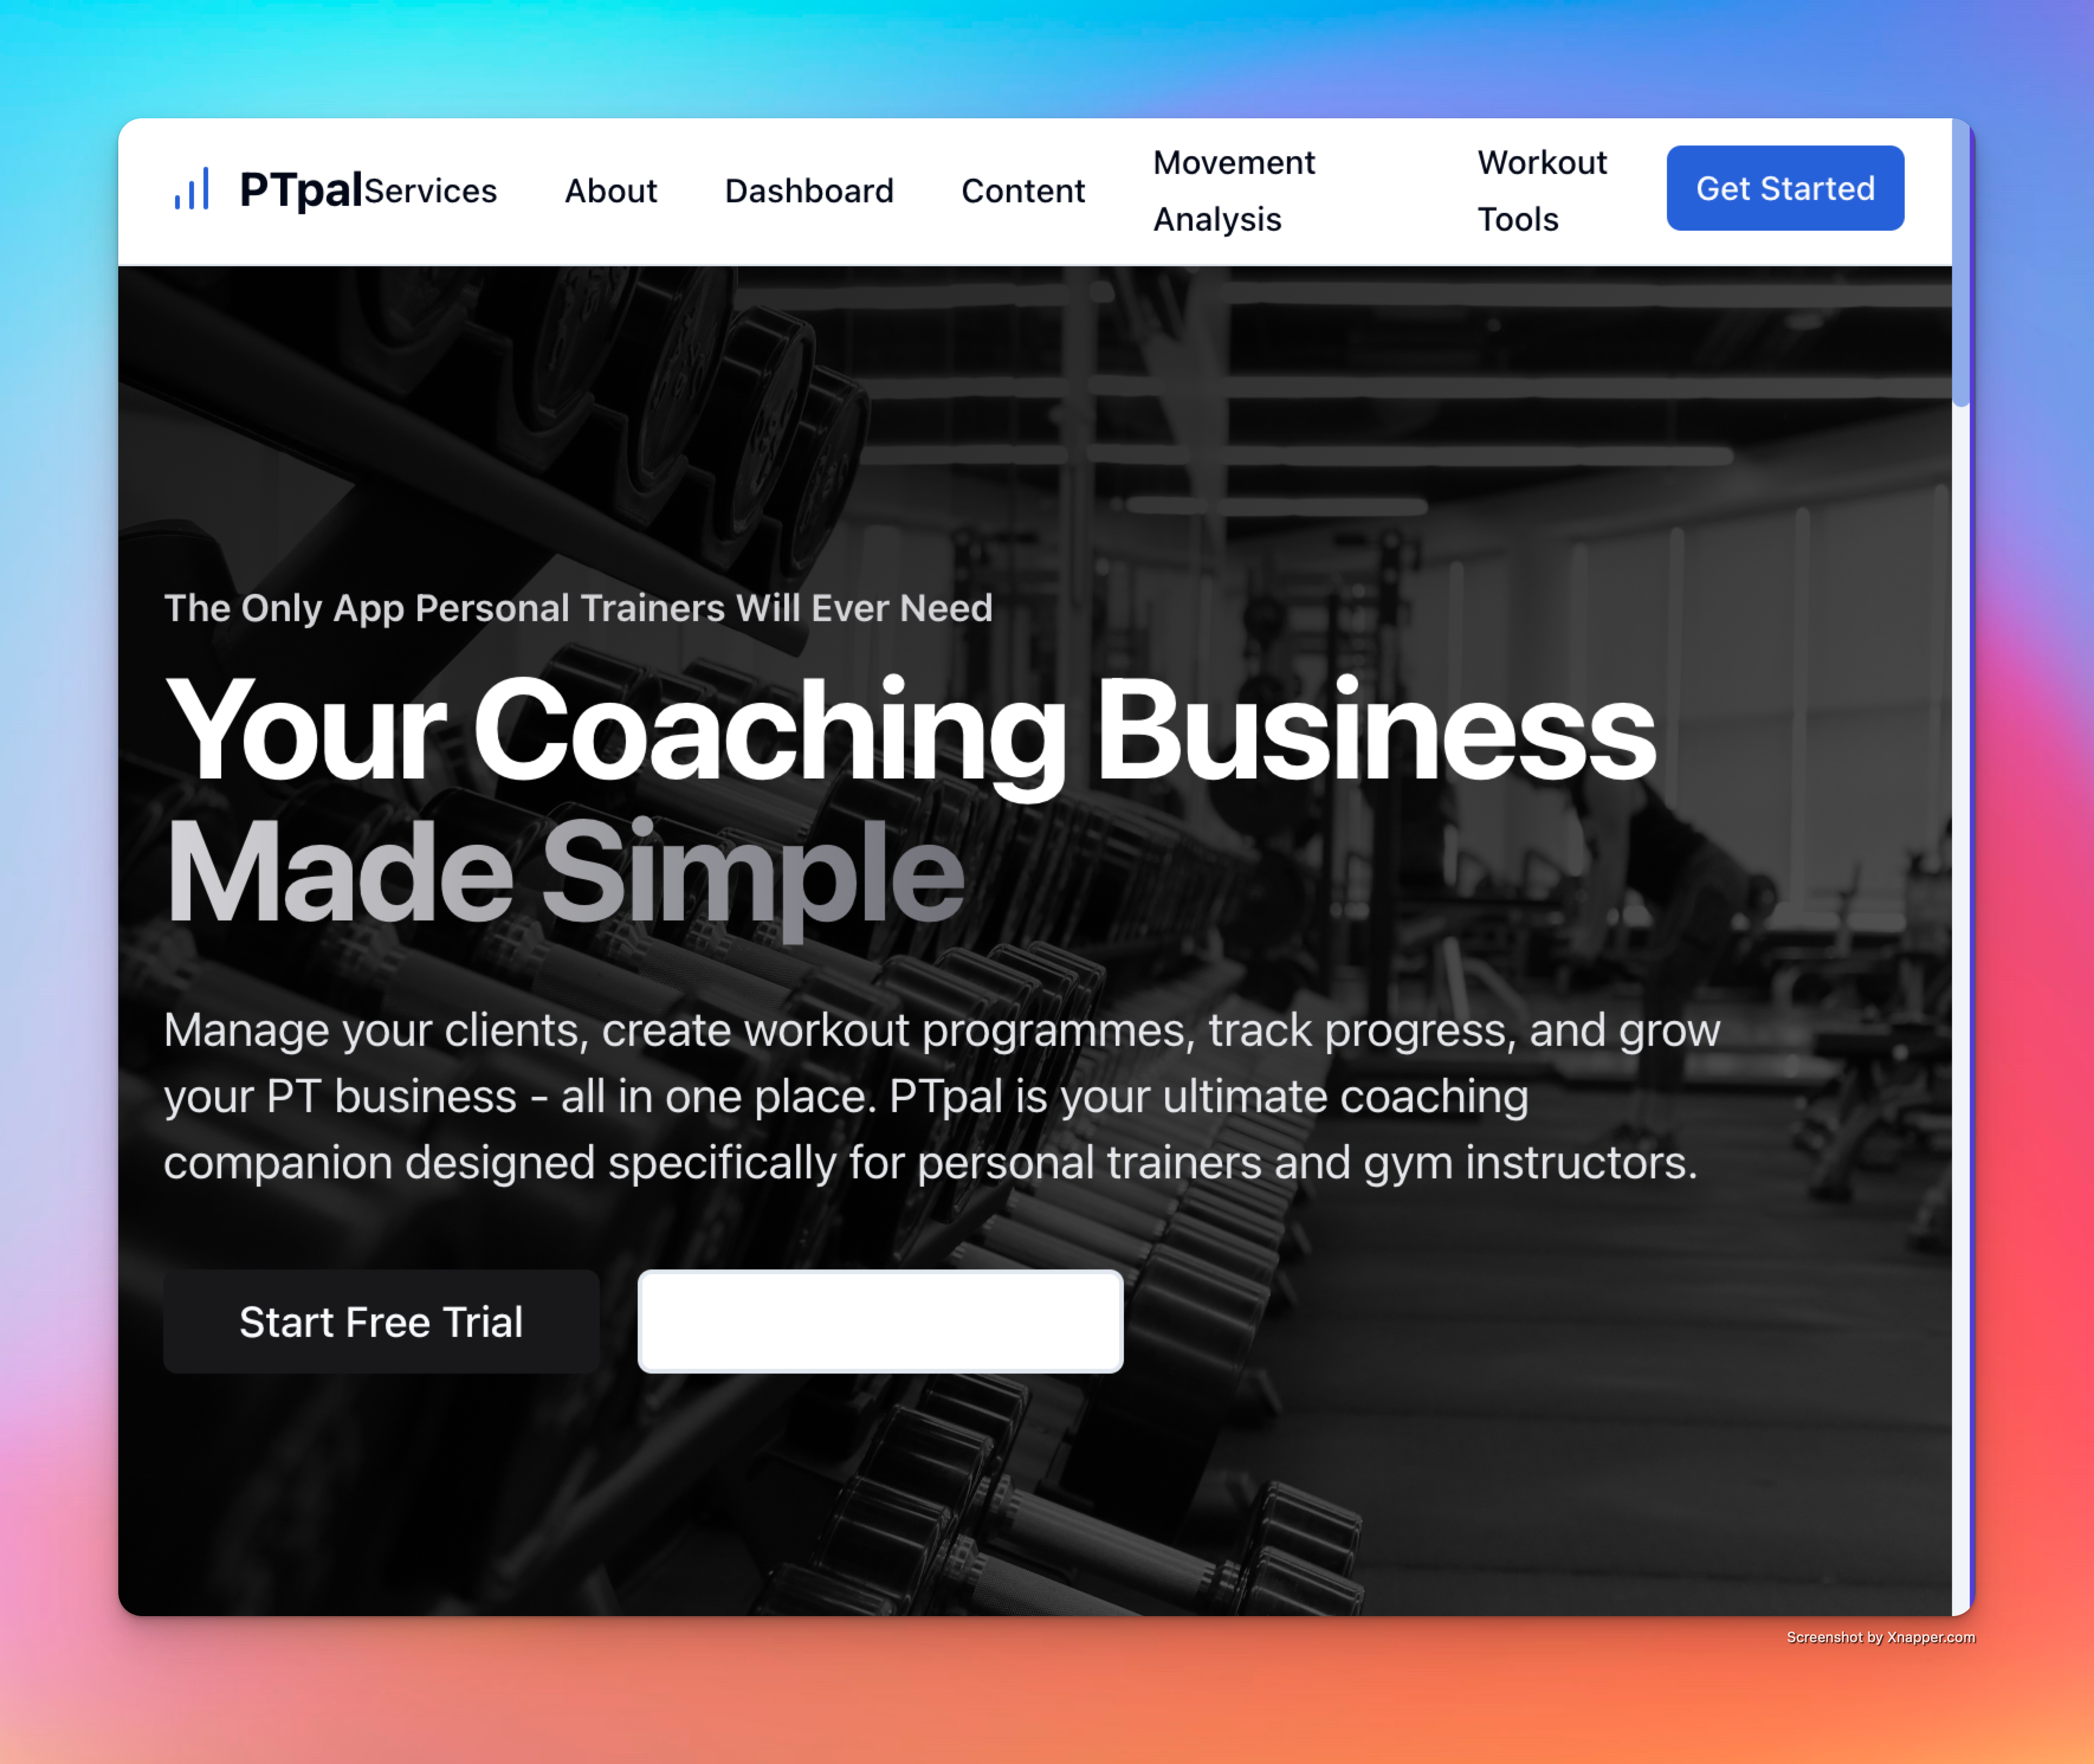 PTpal
Services
About
Dashboard
Content
Movement
Analysis
Workout
Tools
Get Started
The Only App Personal Trainers Will Ever Need
Your Coaching Business
Made Simple
Manage your clients, create workout programmes, track progress, and grow
your PT business - all in one place. PTpal is your ultimate coaching
companion designed specifically for personal trainers and gym instructors.
Start Free Trial
Screenshot by Xnapper.com